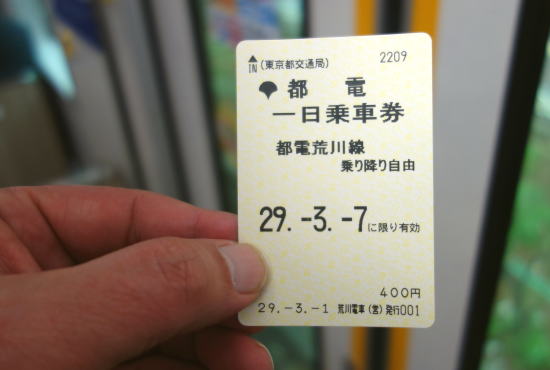 ▲IN (東京都交通局) 2209
都電
一日乗車券
都電荒川線
乗り降り自由
29.-3.-7に限り有効
400円
29.-3.-1 荒川電車(営)発行001